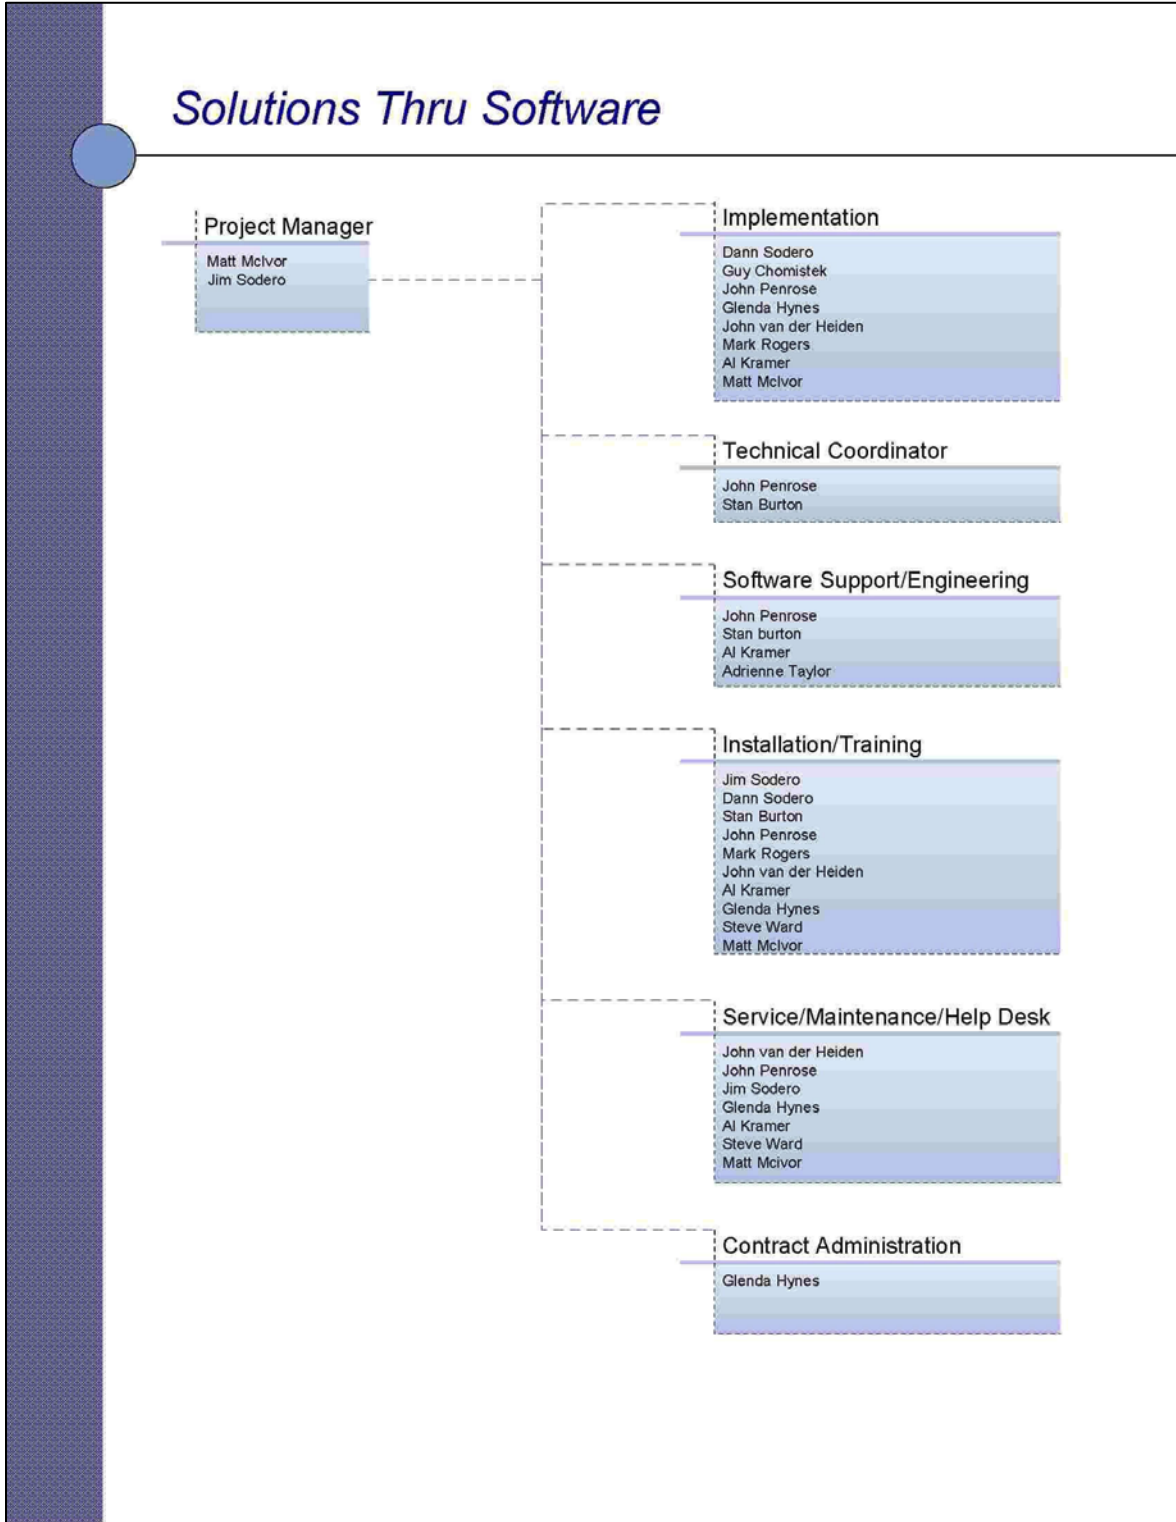 Solutions Thru Software
Project Manager
Matt McIvor
Jim Sodero
Implementation
Dann Sodero
Guy Chomistek
John Penrose
Glenda Hynes
John van der Heiden
Mark Rogers
Al Kramer
Matt McIvor
Technical Coordinator
John Penrose
Stan Burton
Software Support/Engineering
John Penrose
Stan burton
Al Kramer
Adrienne Taylor
Installation/Training
Jim Sodero
Dann Sodero
Stan Burton
John Penrose
Mark Rogers
John van der Heiden
Al Kramer
Glenda Hynes
Steve Ward
Matt McIvor
Service/Maintenance/Help Desk
John van der Heiden
John Penrose
Jim Sodero
Glenda Hynes
Al Kramer
Steve Ward
Matt Mcivor
Contract Administration
Glenda Hynes